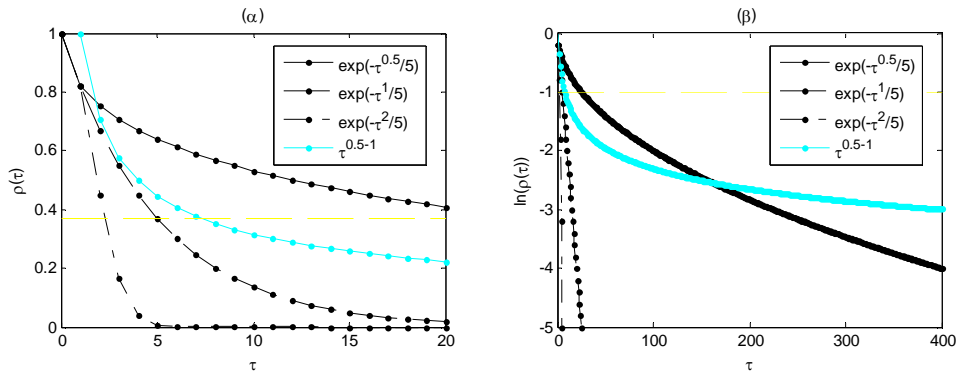 (α)
1
0.8
0.6
0.4
0.2
0
ρ(τ)
exp(-τ^0.5/5)
exp(-τ^1/5)
exp(-τ^2/5)
τ^0.5-1
0 5 10 15 20
τ
(β)
0
-1
-2
-3
-4
-5
ln(ρ(τ))
exp(-τ^0.5/5)
exp(-τ^1/5)
exp(-τ^2/5)
τ^0.5-1
0 100 200 300 400
τ